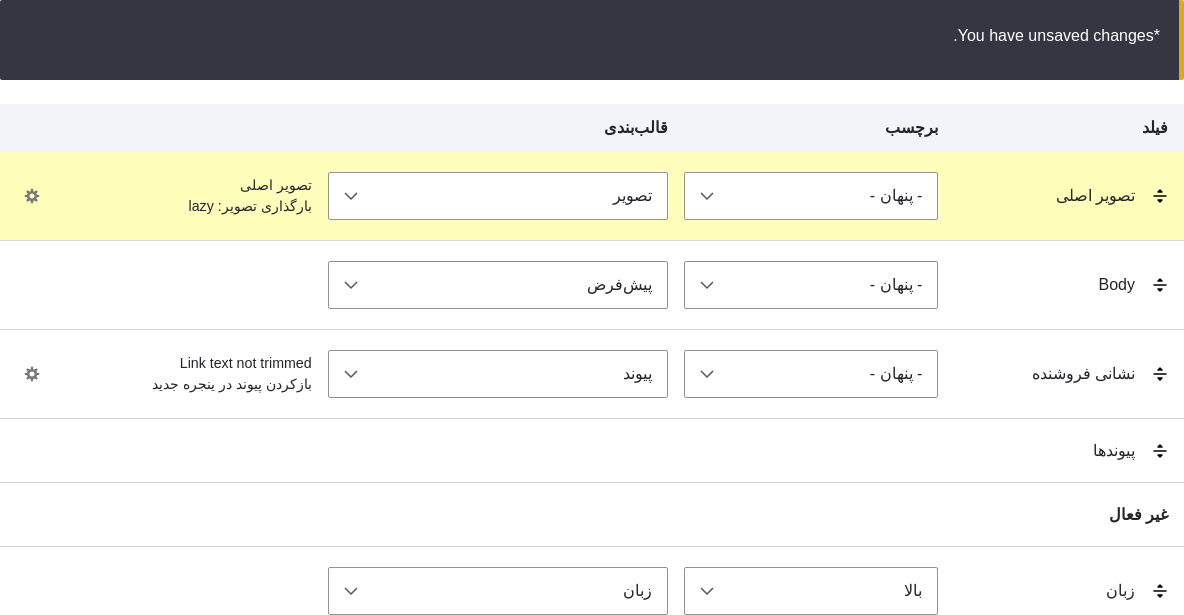 .You have unsaved changes*
فیلد برچسب قالب‌بندی
تصویر اصلی - پنهان - تصویر تصویر اصلی
بارگذاری تصویر: lazy
Body - پنهان - پیش‌فرض
نشانی فروشنده - پنهان - پیوند Link text not trimmed
بازکردن پیوند در پنجره جدید
پیوندها
غیر فعال
زبان بالا زبان